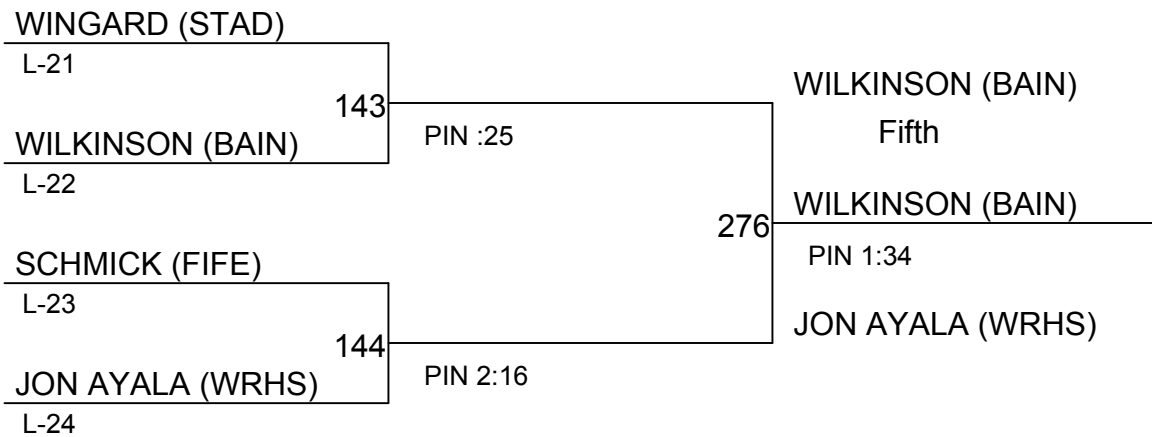 WINGARD (STAD)
L-21
143
WILKINSON (BAIN)
L-22
PIN :25
SCHMICK (FIFE)
L-23
144
JON AYALA (WRHS)
L-24
PIN 2:16
276
WILKINSON (BAIN)
Fifth
WILKINSON (BAIN)
PIN 1:34
JON AYALA (WRHS)